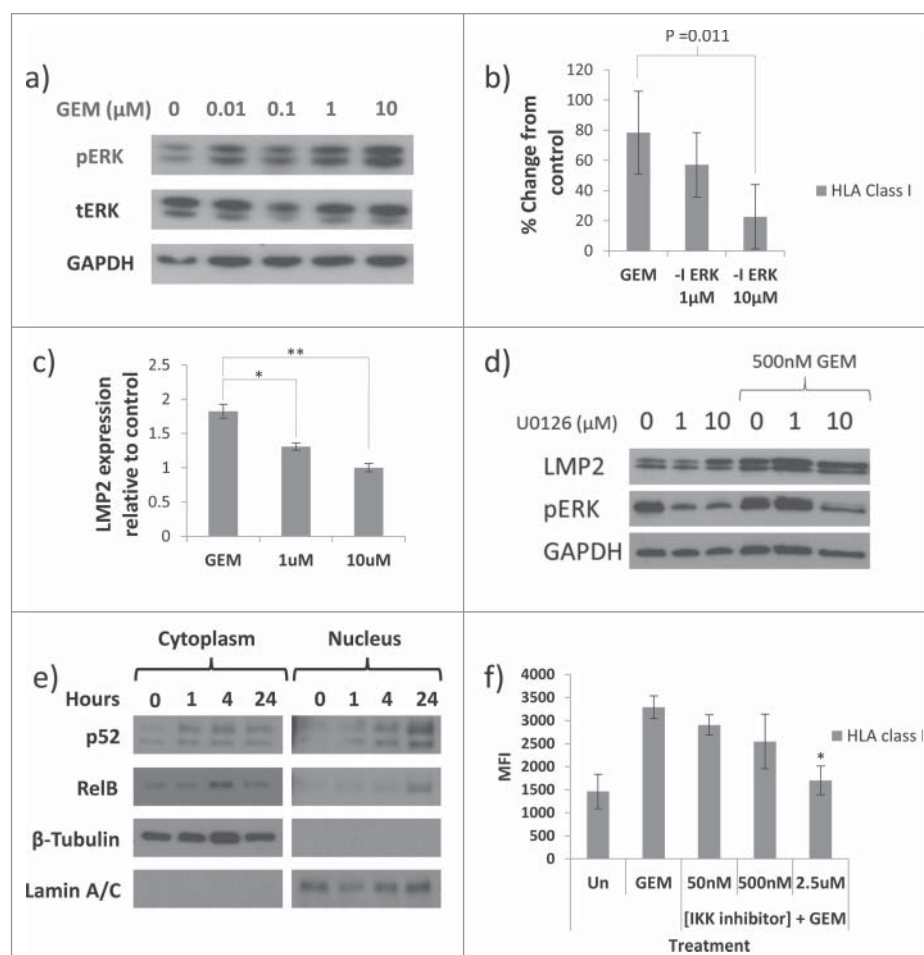 a)
GEM (μM) 0 0.01 0.1 1 10
pERK
tERK
GAPDH
b)
P =0.011
% Change from
control
120
100
80
60
40
20
0
GEM
-I ERK
1μM
-I ERK
10μM
HLA Class I
c)
LMP2 expression
relative to control
2.5
2
1.5
1
0.5
0
**
*
GEM 1uM 10uM
d)
500nM GEM
U0126 (μM) 0 1 10 0 1 10
LMP2
pERK
GAPDH
e)
Cytoplasm Nucleus
Hours 0 1 4 24 0 1 4 24
p52
RelB
β-Tubulin
Lamin A/C
f)
MFI
4000
3500
3000
2500
2000
1500
1000
500
0
*
HLA class I
Un GEM 50nM 500nM 2.5uM
[IKK inhibitor] + GEM
Treatment